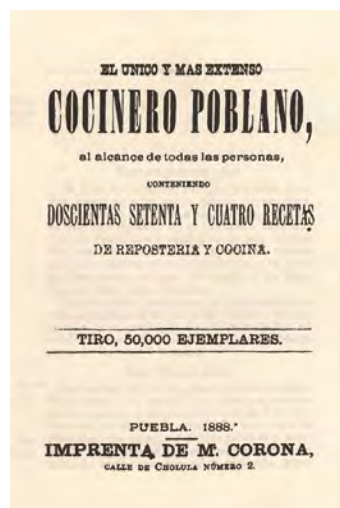 EL UNICO Y MAS EXTENSO
COCINERO POBLANO,
al alcance de todas las personas,
CONTENIENDO
DOSCIENTAS SETENTA Y CUATRO RECETAS
DE REPOSTERIA Y COCINA.
TIRO, 50,000 EJEMPLARES.
PUEBLA. 1888.
IMPRENTA DE M. CORONA,
CALLE DE CHOLULA NÚMERO 2.